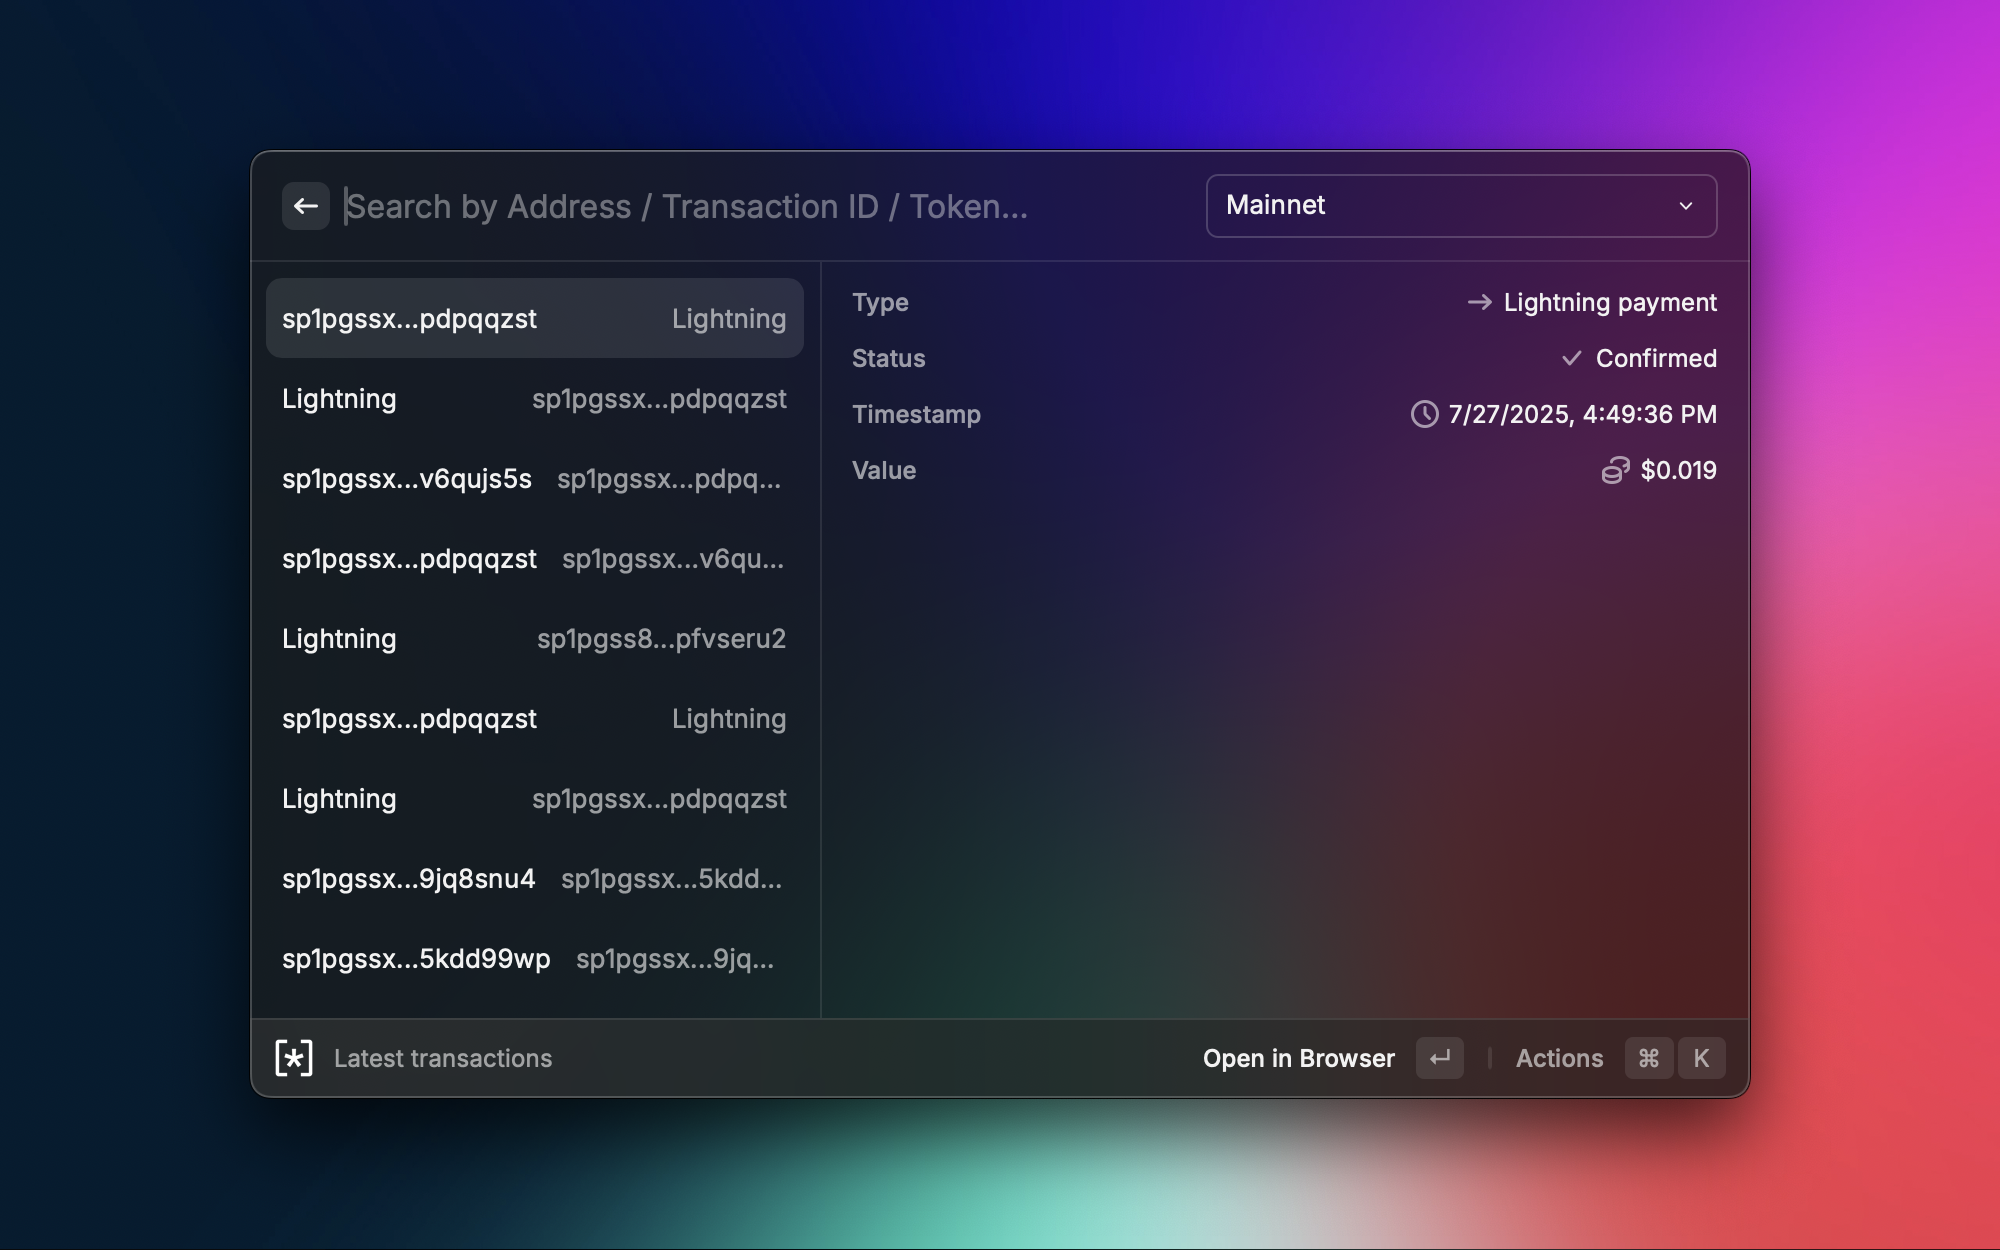 Search by Address / Transaction ID / Token...
Mainnet
sp1pgssx...pdpqqzst Lightning
Lightning sp1pgssx...pdpqqzst
sp1pgssx...v6qujs5s sp1pgssx...pdpq...
sp1pgssx...pdpqqzst sp1pgssx...v6qu...
Lightning sp1pgss8...pfvseru2
sp1pgssx...pdpqqzst Lightning
Lightning sp1pgssx...pdpqqzst
sp1pgssx...9jq8snu4 sp1pgssx...5kdd...
sp1pgssx...5kdd99wp sp1pgssx...9jq...
Type → Lightning payment
Status ✓ Confirmed
Timestamp 7/27/2025, 4:49:36 PM
Value $0.019
Latest transactions
Open in Browser ↵ Actions ⌘ K